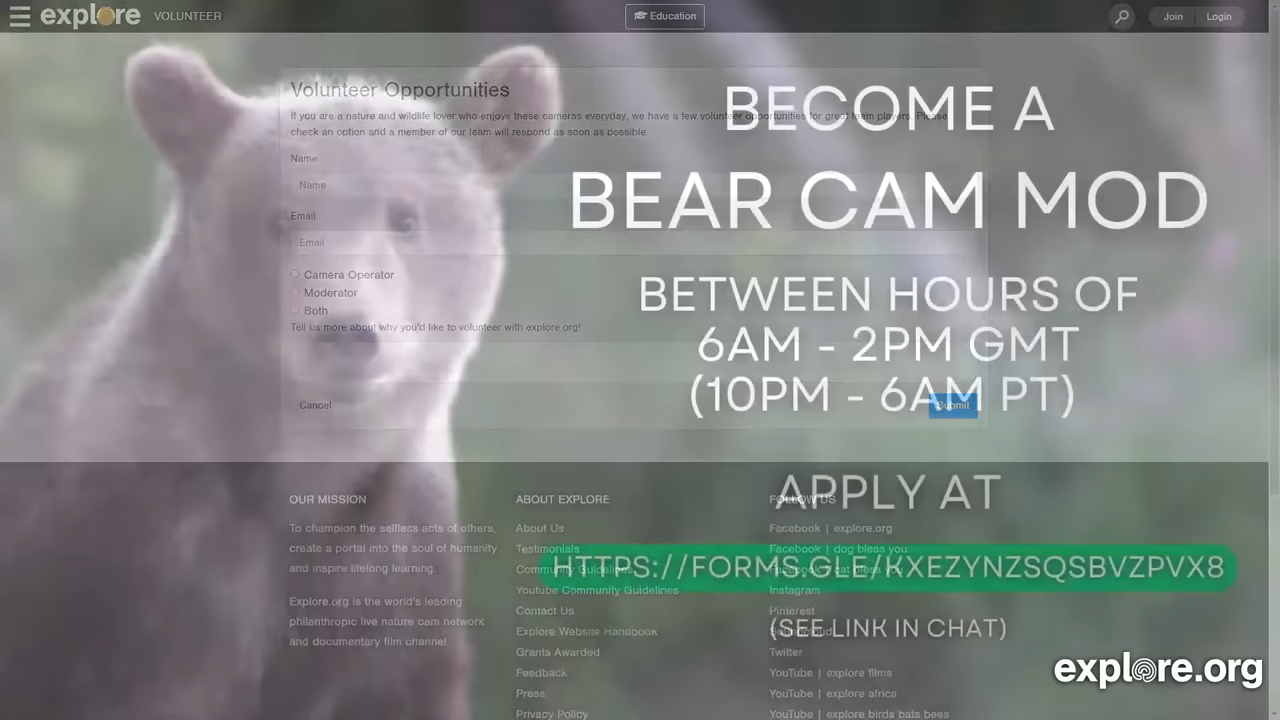 explore VOLUNTEER Education Join Login
Volunteer Opportunities
If you are a nature and wildlife lover who enjoys these cameras everyday, we have a few volunteer opportunities for great team players. Please
check an option and a member of our team will respond as soon as possible.
Name
Name
Email
Email
Camera Operator
Moderator
Both
Tell us more about why you'd like to volunteer with explore.org!
Cancel
Submit
BECOME A
BEAR CAM MOD
BETWEEN HOURS OF
6AM - 2PM GMT
(10PM - 6AM PT)
APPLY AT
HTTPS://FORMS.GLE/KXEZYNZSQSBVZPVX8
(SEE LINK IN CHAT)
OUR MISSION
To champion the selfless acts of others,
create a portal into the soul of humanity
and inspire lifelong learning.
Explore.org is the world's leading
philanthropic live nature cam network
and documentary film channel.
ABOUT EXPLORE
About Us
Testimonials
Community Guidelines
Youtube Community Guidelines
Contact Us
Explore Website Handbook
Grants Awarded
Feedback
Press
Privacy Policy
FOLLOW US
Facebook | explore.org
Facebook | dog bless you
Facebook | cat bless you
Instagram
Pinterest
Soundcloud
Twitter
YouTube | explore films
YouTube | explore africa
YouTube | explore birds bats bees
explore.org